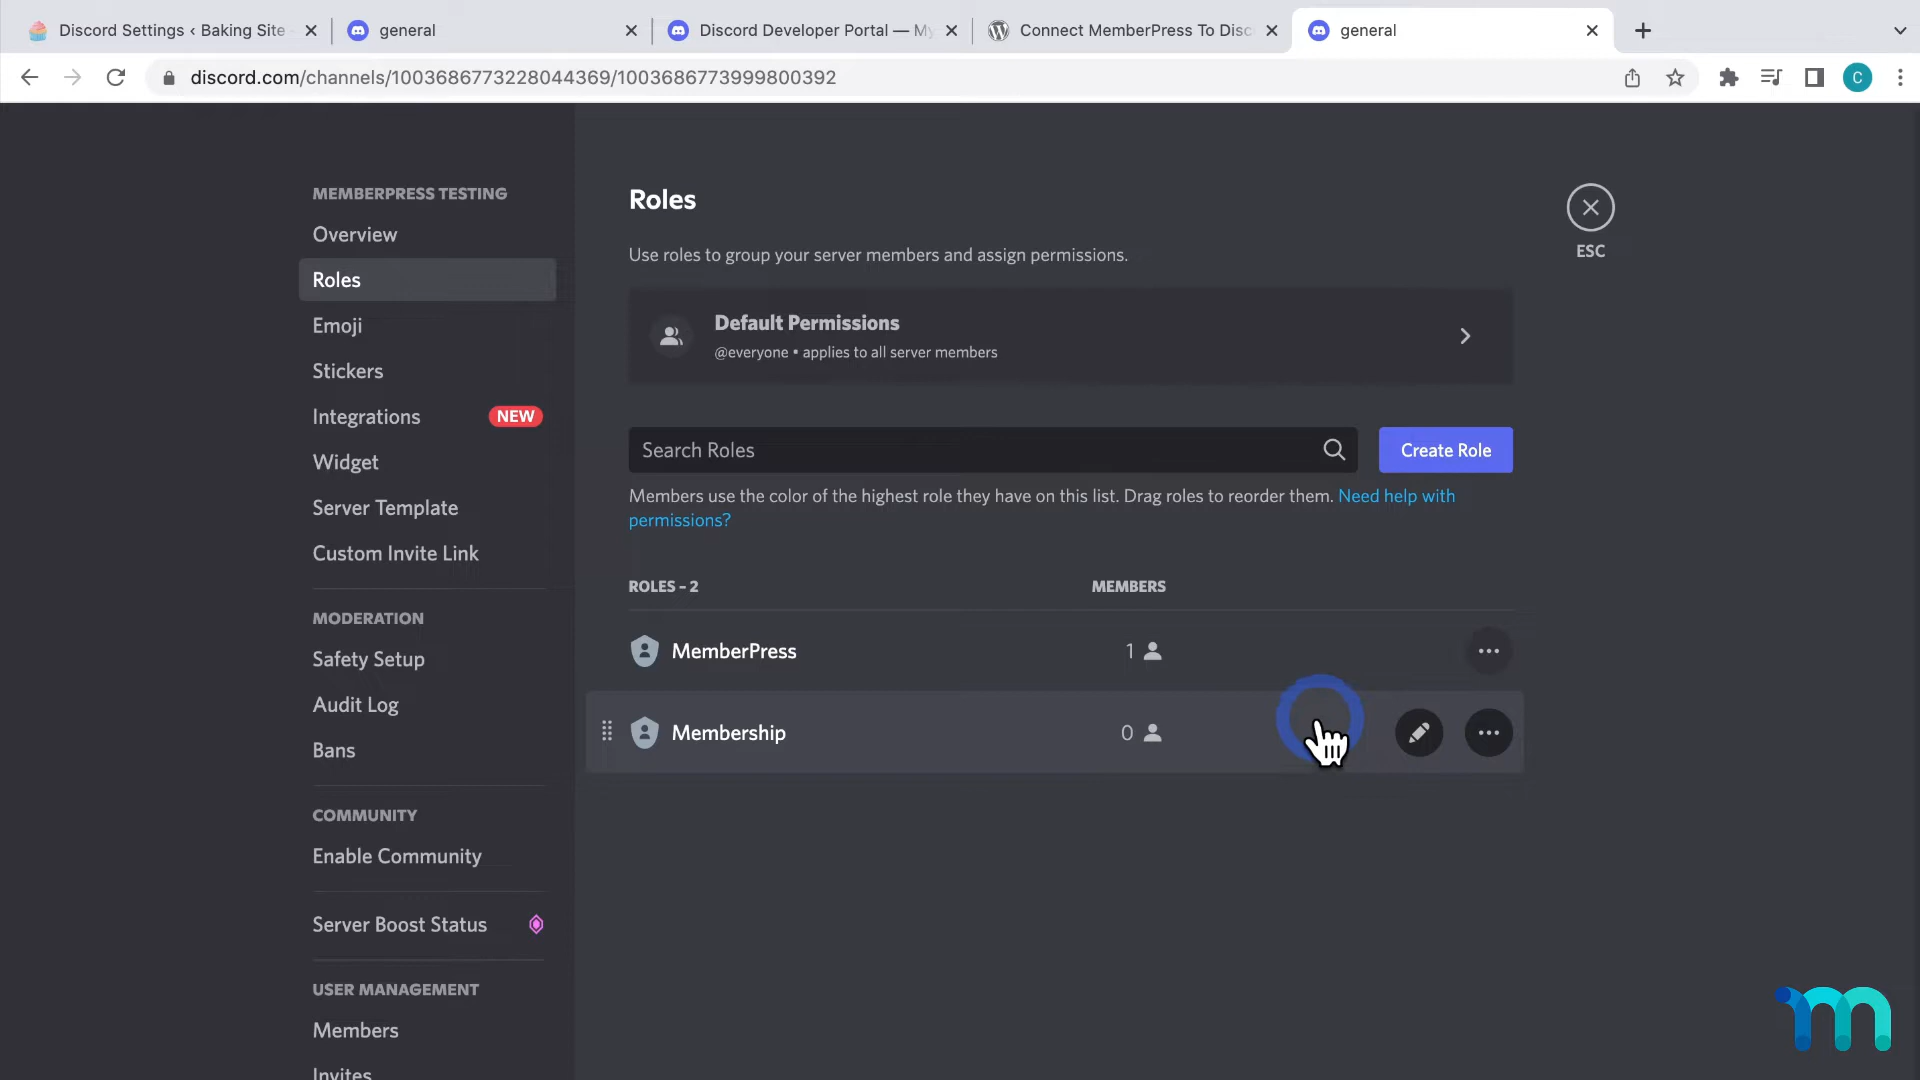 Discord Settings ‹ Baking Site
general
Discord Developer Portal — My
Connect MemberPress To Disc
general
discord.com/channels/1003686773228044369/1003686773999800392
C
MEMBERPRESS TESTING
Overview
Roles
Emoji
Stickers
Integrations NEW
Widget
Server Template
Custom Invite Link
MODERATION
Safety Setup
Audit Log
Bans
COMMUNITY
Enable Community
Server Boost Status
USER MANAGEMENT
Members
Invites
Roles
Use roles to group your server members and assign permissions.
ESC
Default Permissions
@everyone • applies to all server members
Search Roles
Create Role
Members use the color of the highest role they have on this list. Drag roles to reorder them. Need help with
permissions?
ROLES – 2 MEMBERS
MemberPress 1
Membership 0
m